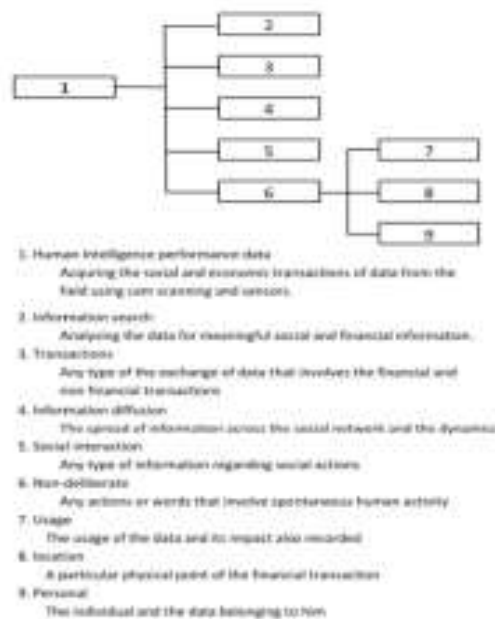 2
3
1
4
5
7
6
8
9
1. Human Intelligence performance data
Acquiring the social and economic transactions of data from the
field using cam scanning and sensors.
2. Information search
Analysing the data for meaningful social and financial information.
3. Transactions
Any type of the exchange of data that involves the financial and
non financial transactions
4. Information diffusion
The spread of information across the social network and the dynamics
5. Social interaction
Any type of information regarding social actions
6. Non-deliberate
Any actions or words that involve spontaneous human activity
7. Usage
The usage of the data and its impact also recorded
8. location
A particular physical point of the financial transaction
9. Personal
The individual and the data belonging to him